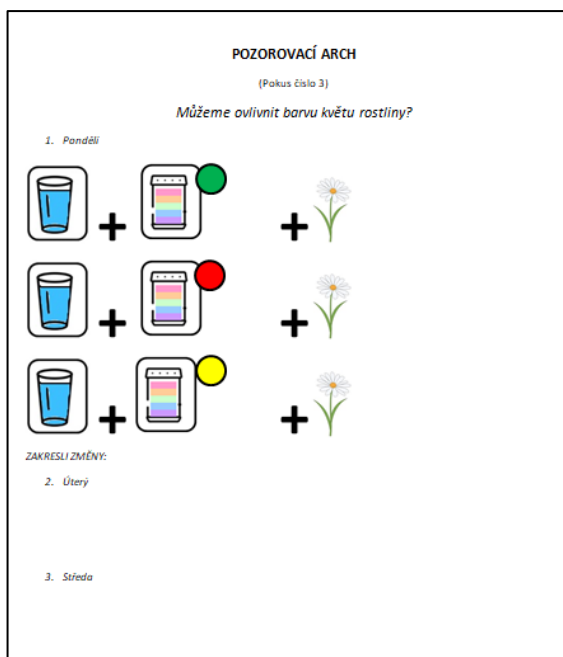 POZOROVACÍ ARCH
(Pokus číslo 3)
Můžeme ovlivnit barvu květu rostliny?
1. Pondělí
ZAKRESLI ZMĚNY:
2. Úterý
3. Středa